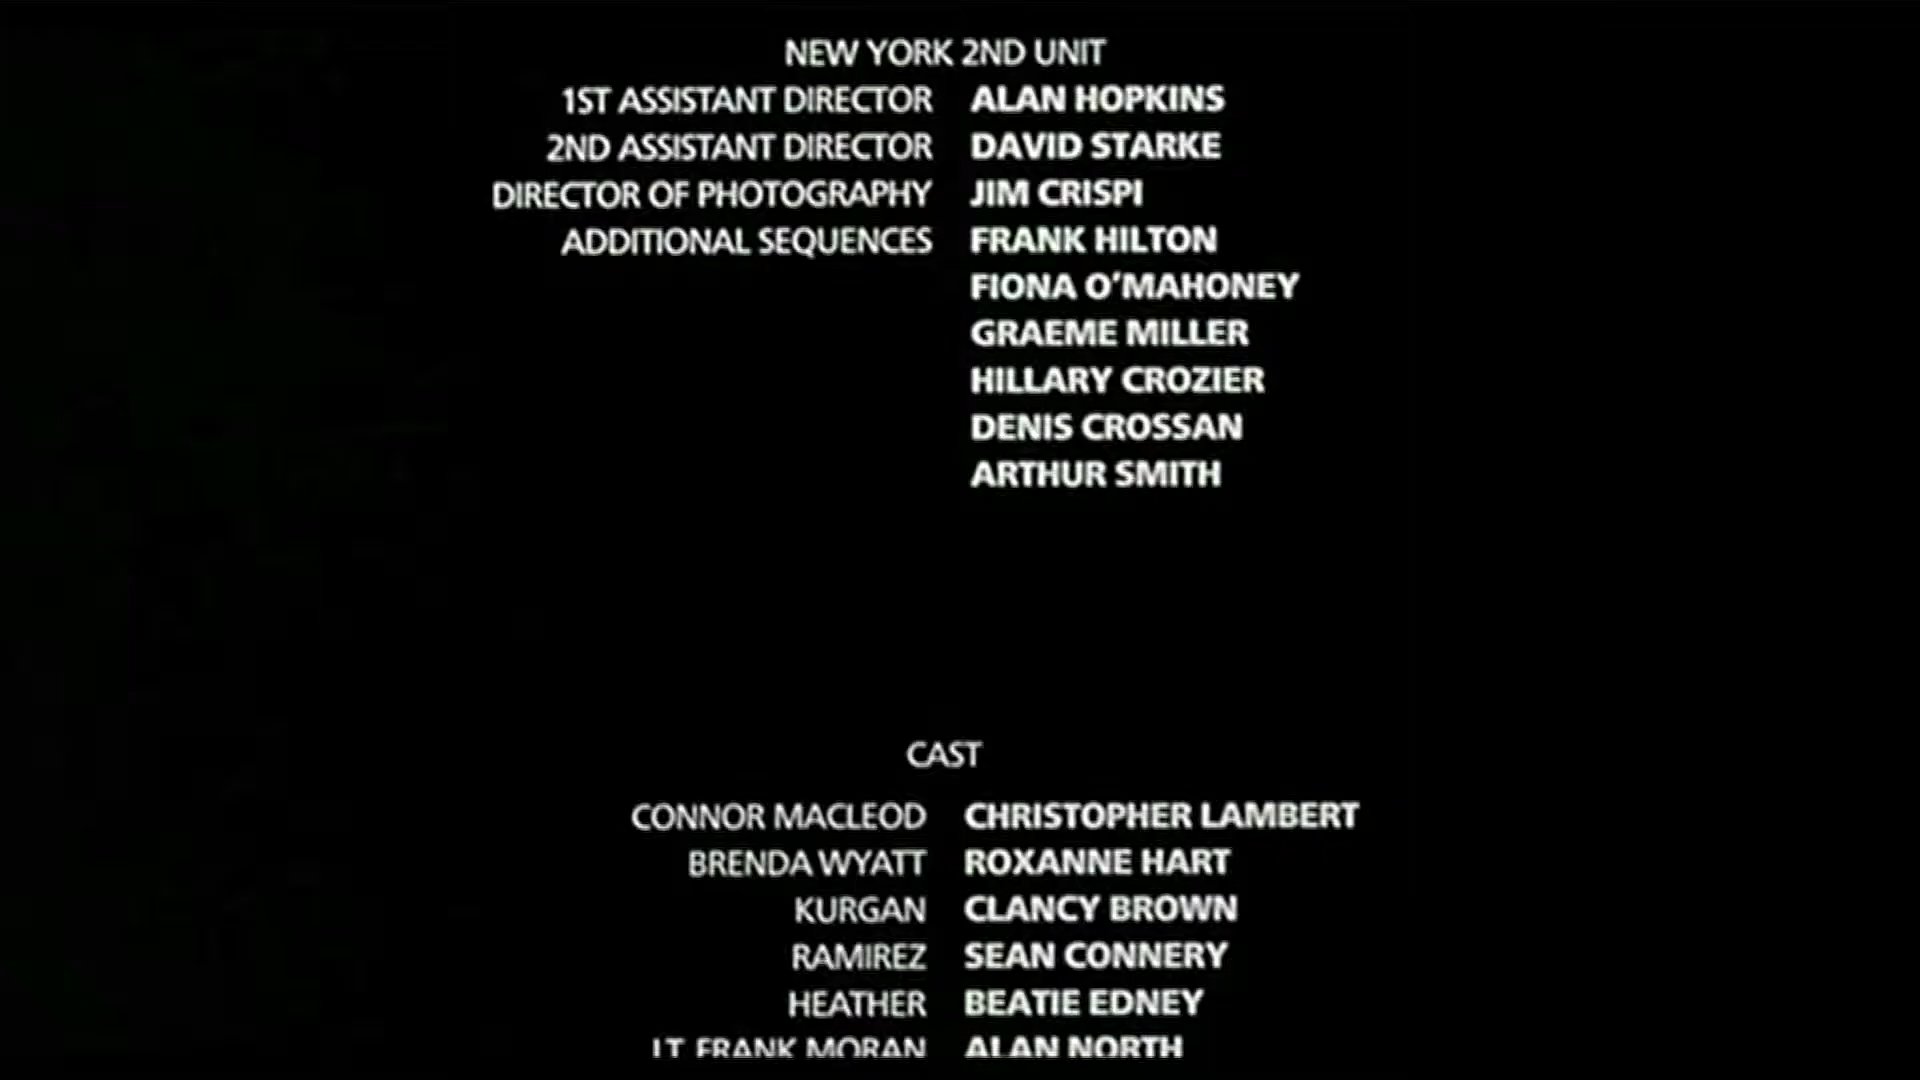 NEW YORK 2ND UNIT
1ST ASSISTANT DIRECTOR ALAN HOPKINS
2ND ASSISTANT DIRECTOR DAVID STARKE
DIRECTOR OF PHOTOGRAPHY JIM CRISPI
ADDITIONAL SEQUENCES FRANK HILTON
FIONA O'MAHONEY
GRAEME MILLER
HILLARY CROZIER
DENIS CROSSAN
ARTHUR SMITH
CAST
CONNOR MACLEOD CHRISTOPHER LAMBERT
BRENDA WYATT ROXANNE HART
KURGAN CLANCY BROWN
RAMIREZ SEAN CONNERY
HEATHER BEATIE EDNEY
LT. FRANK MORAN ALAN NORTH